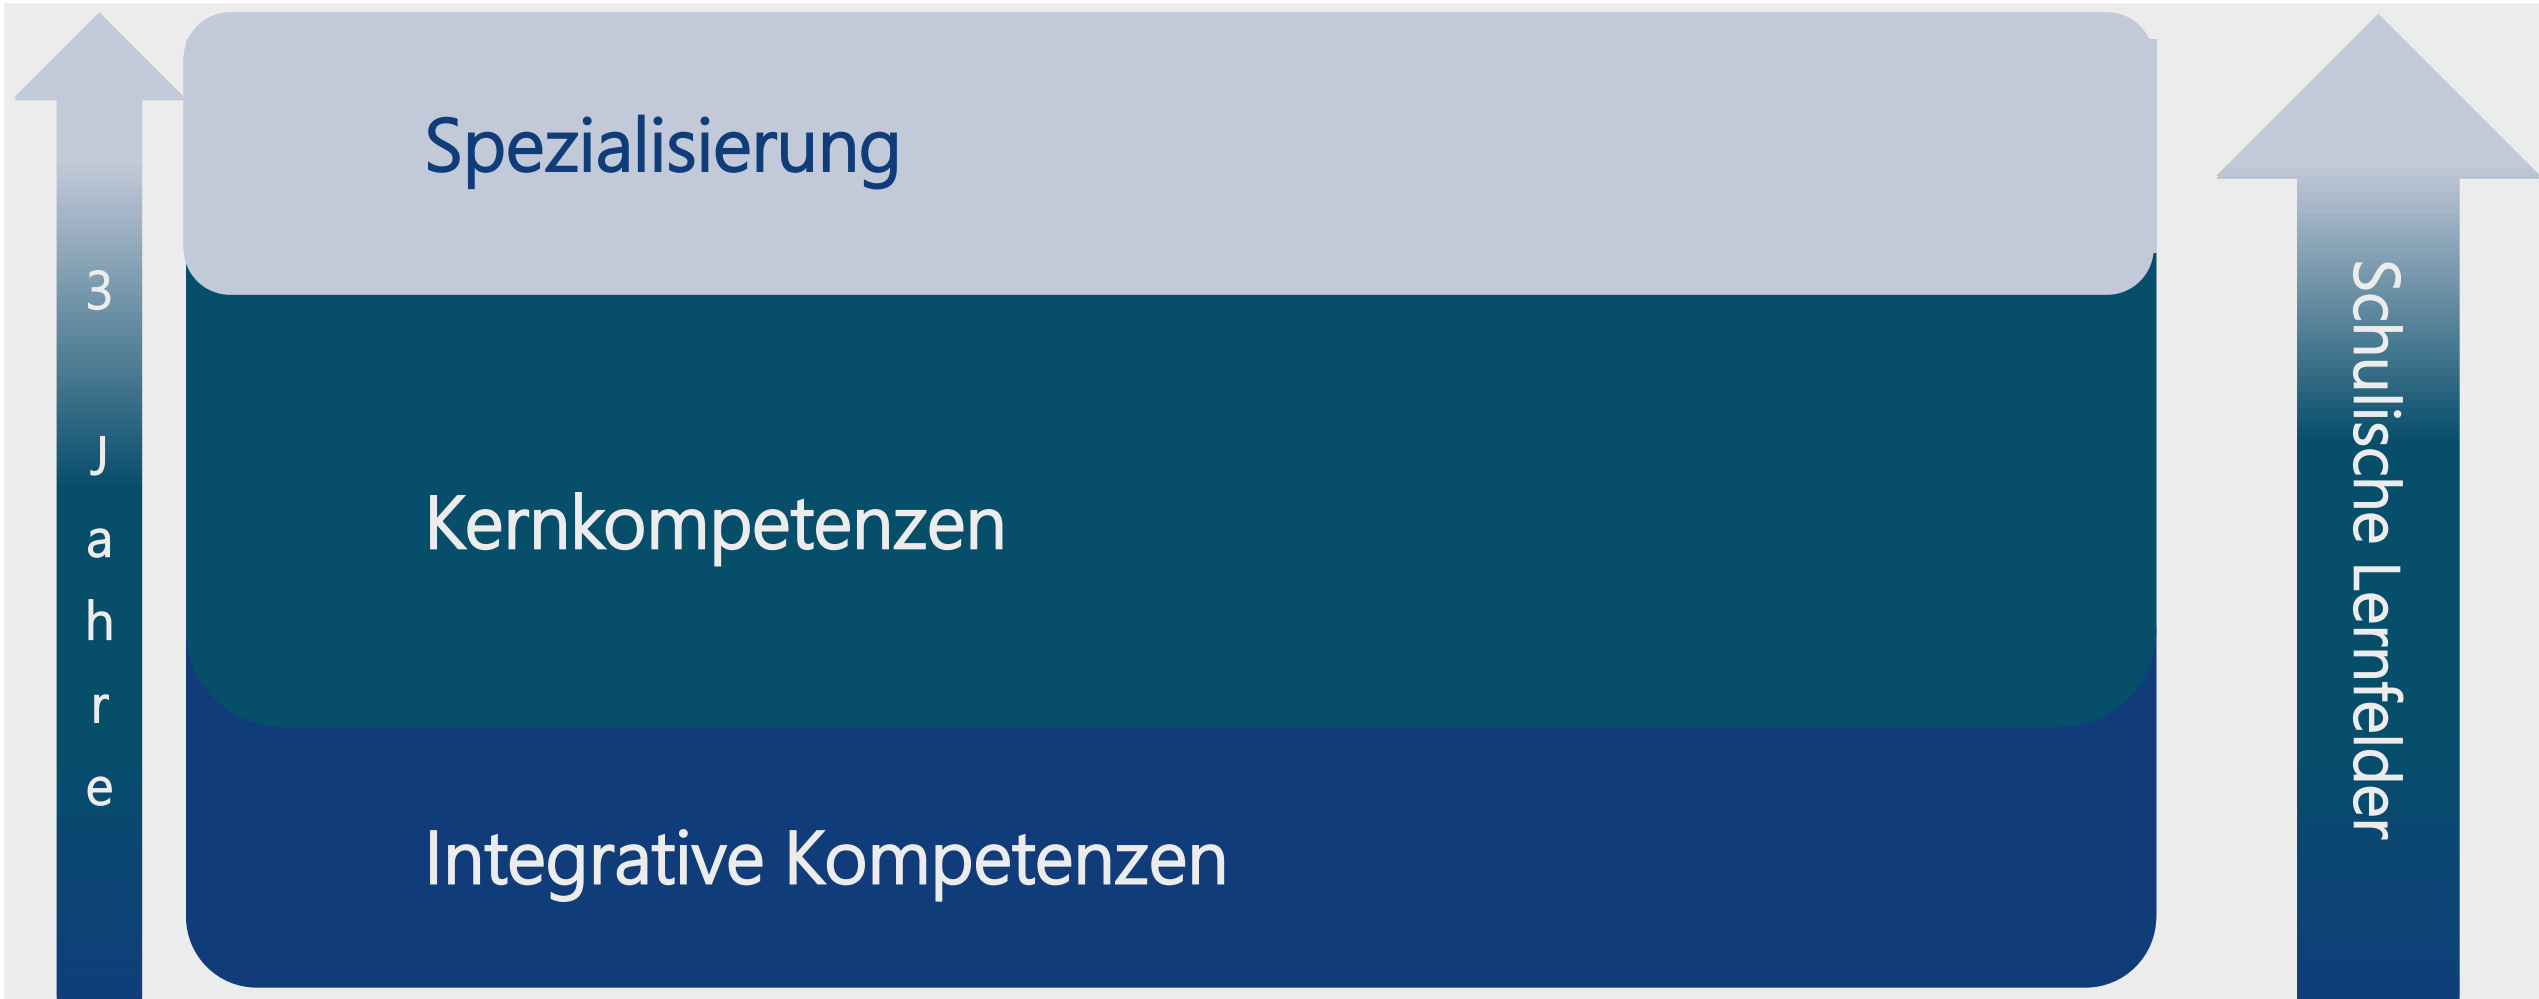 3 Jahre
Spezialisierung
Kernkompetenzen
Integrative Kompetenzen
Schulische Lernfelder